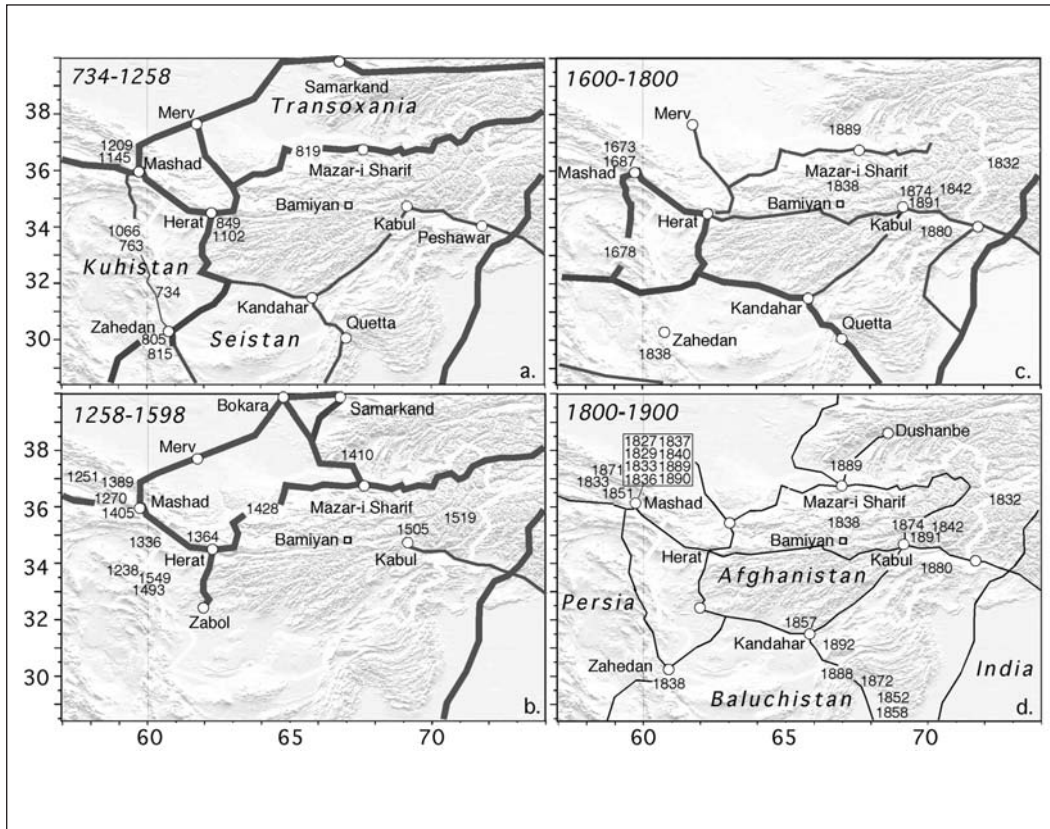 734-1258
Samarkand
Transoxania
38
Merv
1209
1145
Mashad
819
Mazar-i Sharif
36
Herat
849
1102
Bamiyan
Kabul
34
Peshawar
1066
763
Kuhistan
32
734
Kandahar
Zahedan
805
815
Seistan
Quetta
30
a.
1600-1800
Merv
1889
1673
1687
Mashad
Mazar-i Sharif
1838
1832
Bamiyan
1874
1891
1842
Herat
Kabul
1880
1678
Kandahar
Quetta
Zahedan
1838
c.
1258-1598
Bokara
Samarkand
38
Merv
1410
1251
1389
1270
1405
Mashad
36
1428
Mazar-i Sharif
1519
1336
1364
Herat
Bamiyan
1505
Kabul
34
1238
1549
1493
Zabol
32
30
b.
60
65
70
1800-1900
Dushanbe
1827 1837
1829 1840
1833 1889
1836 1890
1871
1833
1851
Mashad
1889
Mazar-i Sharif
1838
1832
Bamiyan
1874
1891
1842
Herat
Kabul
1880
Afghanistan
Persia
1857
Kandahar
1892
Zahedan
1838
1888
1872
India
Baluchistan
1852
1858
d.
60
65
70